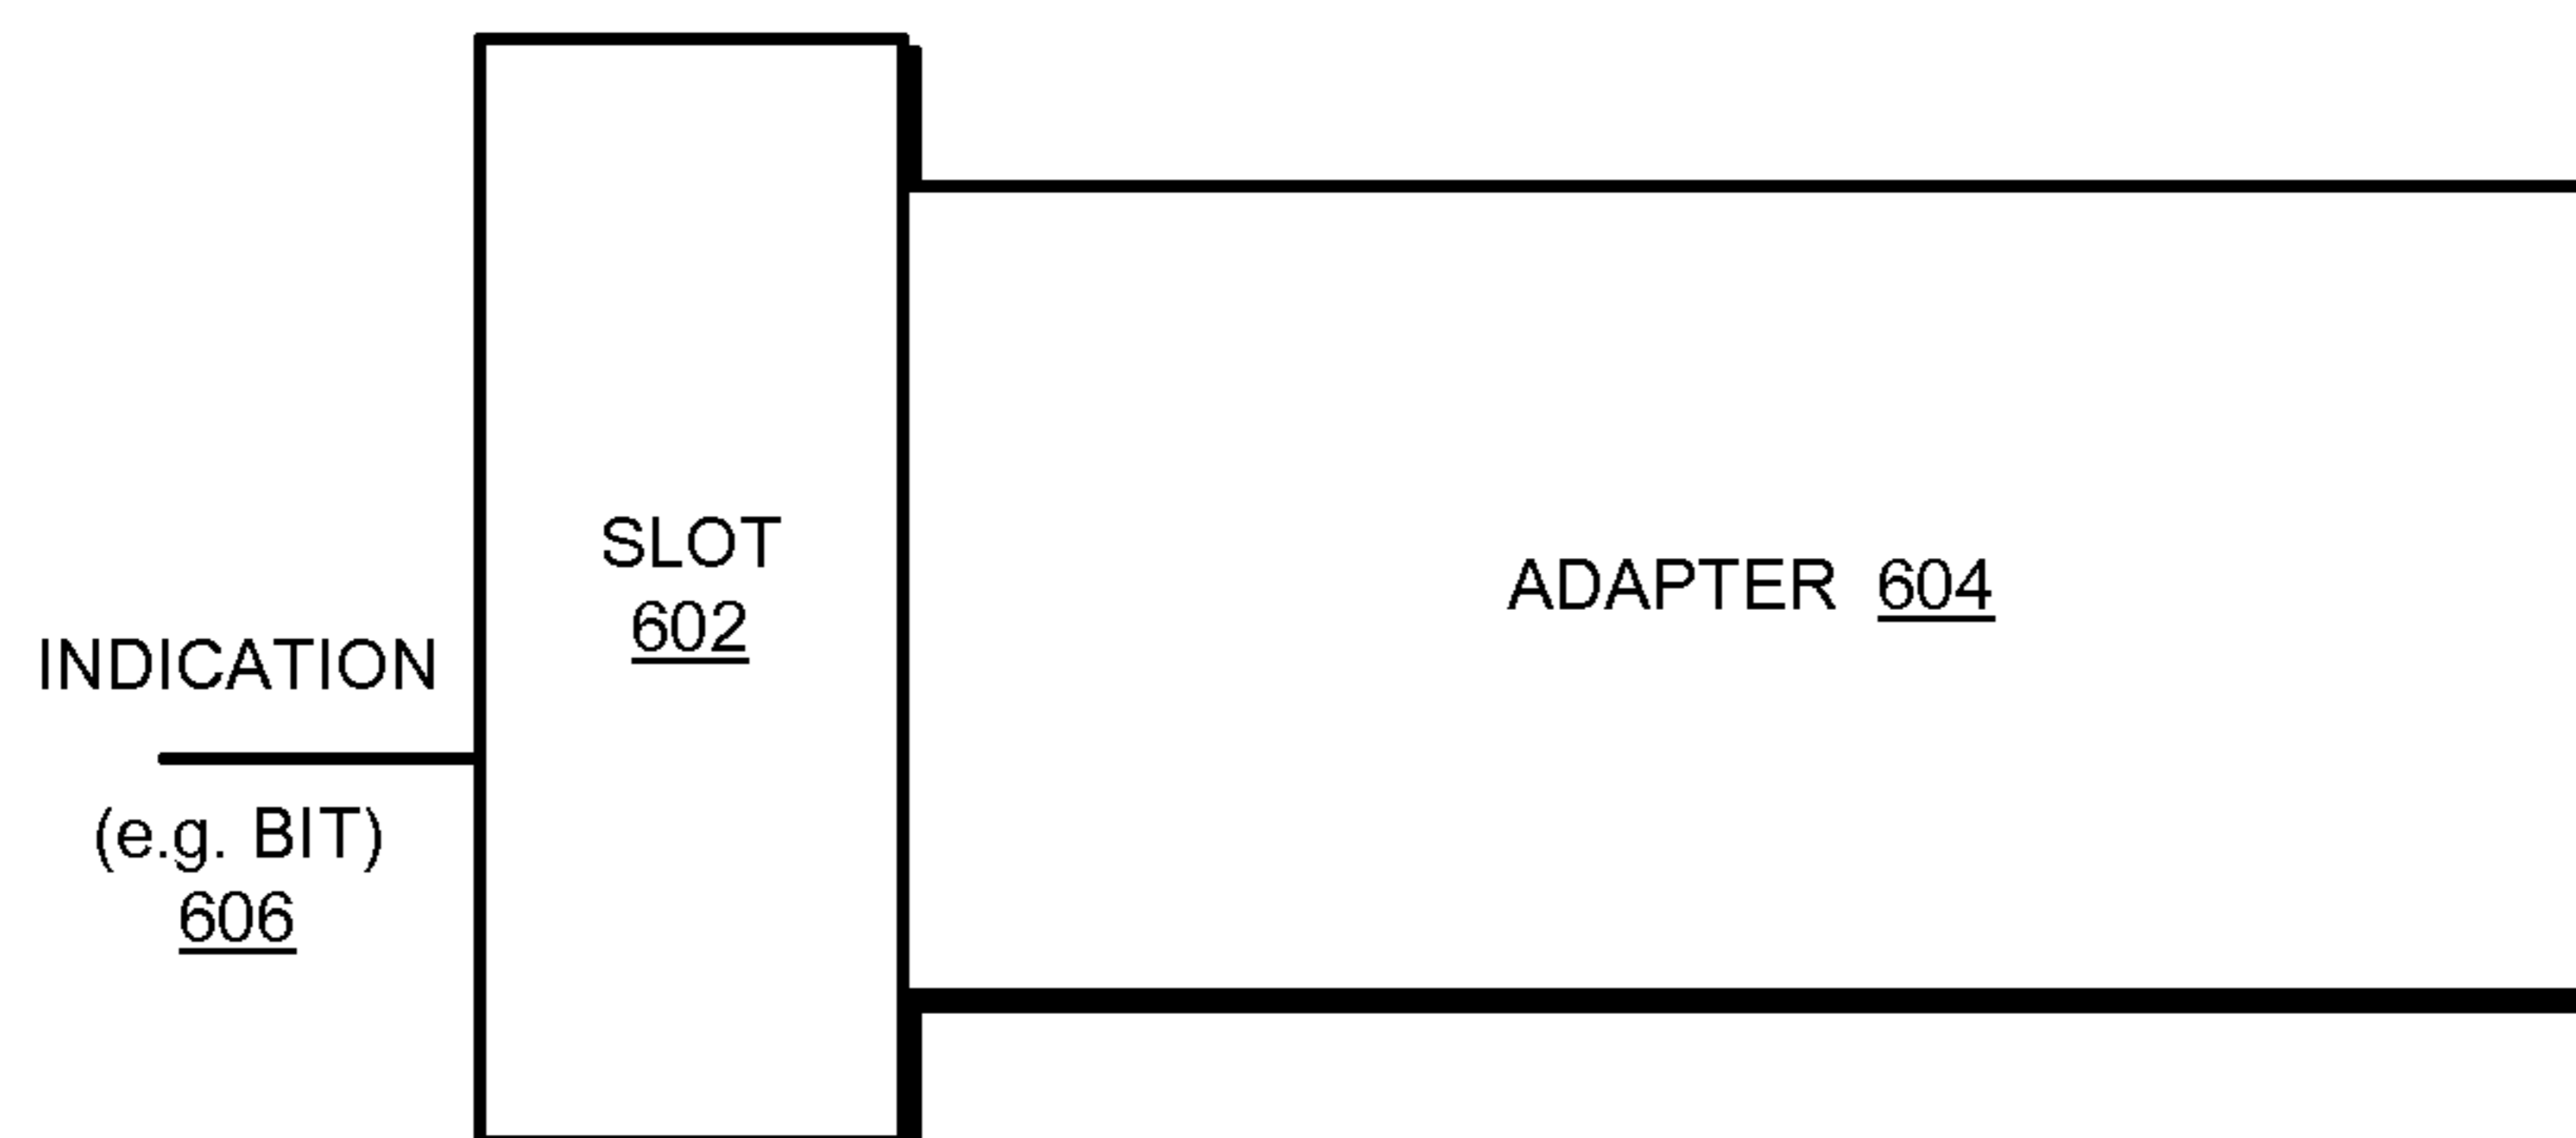 SLOT
602
ADAPTER 604
INDICATION
(e.g. BIT)
606